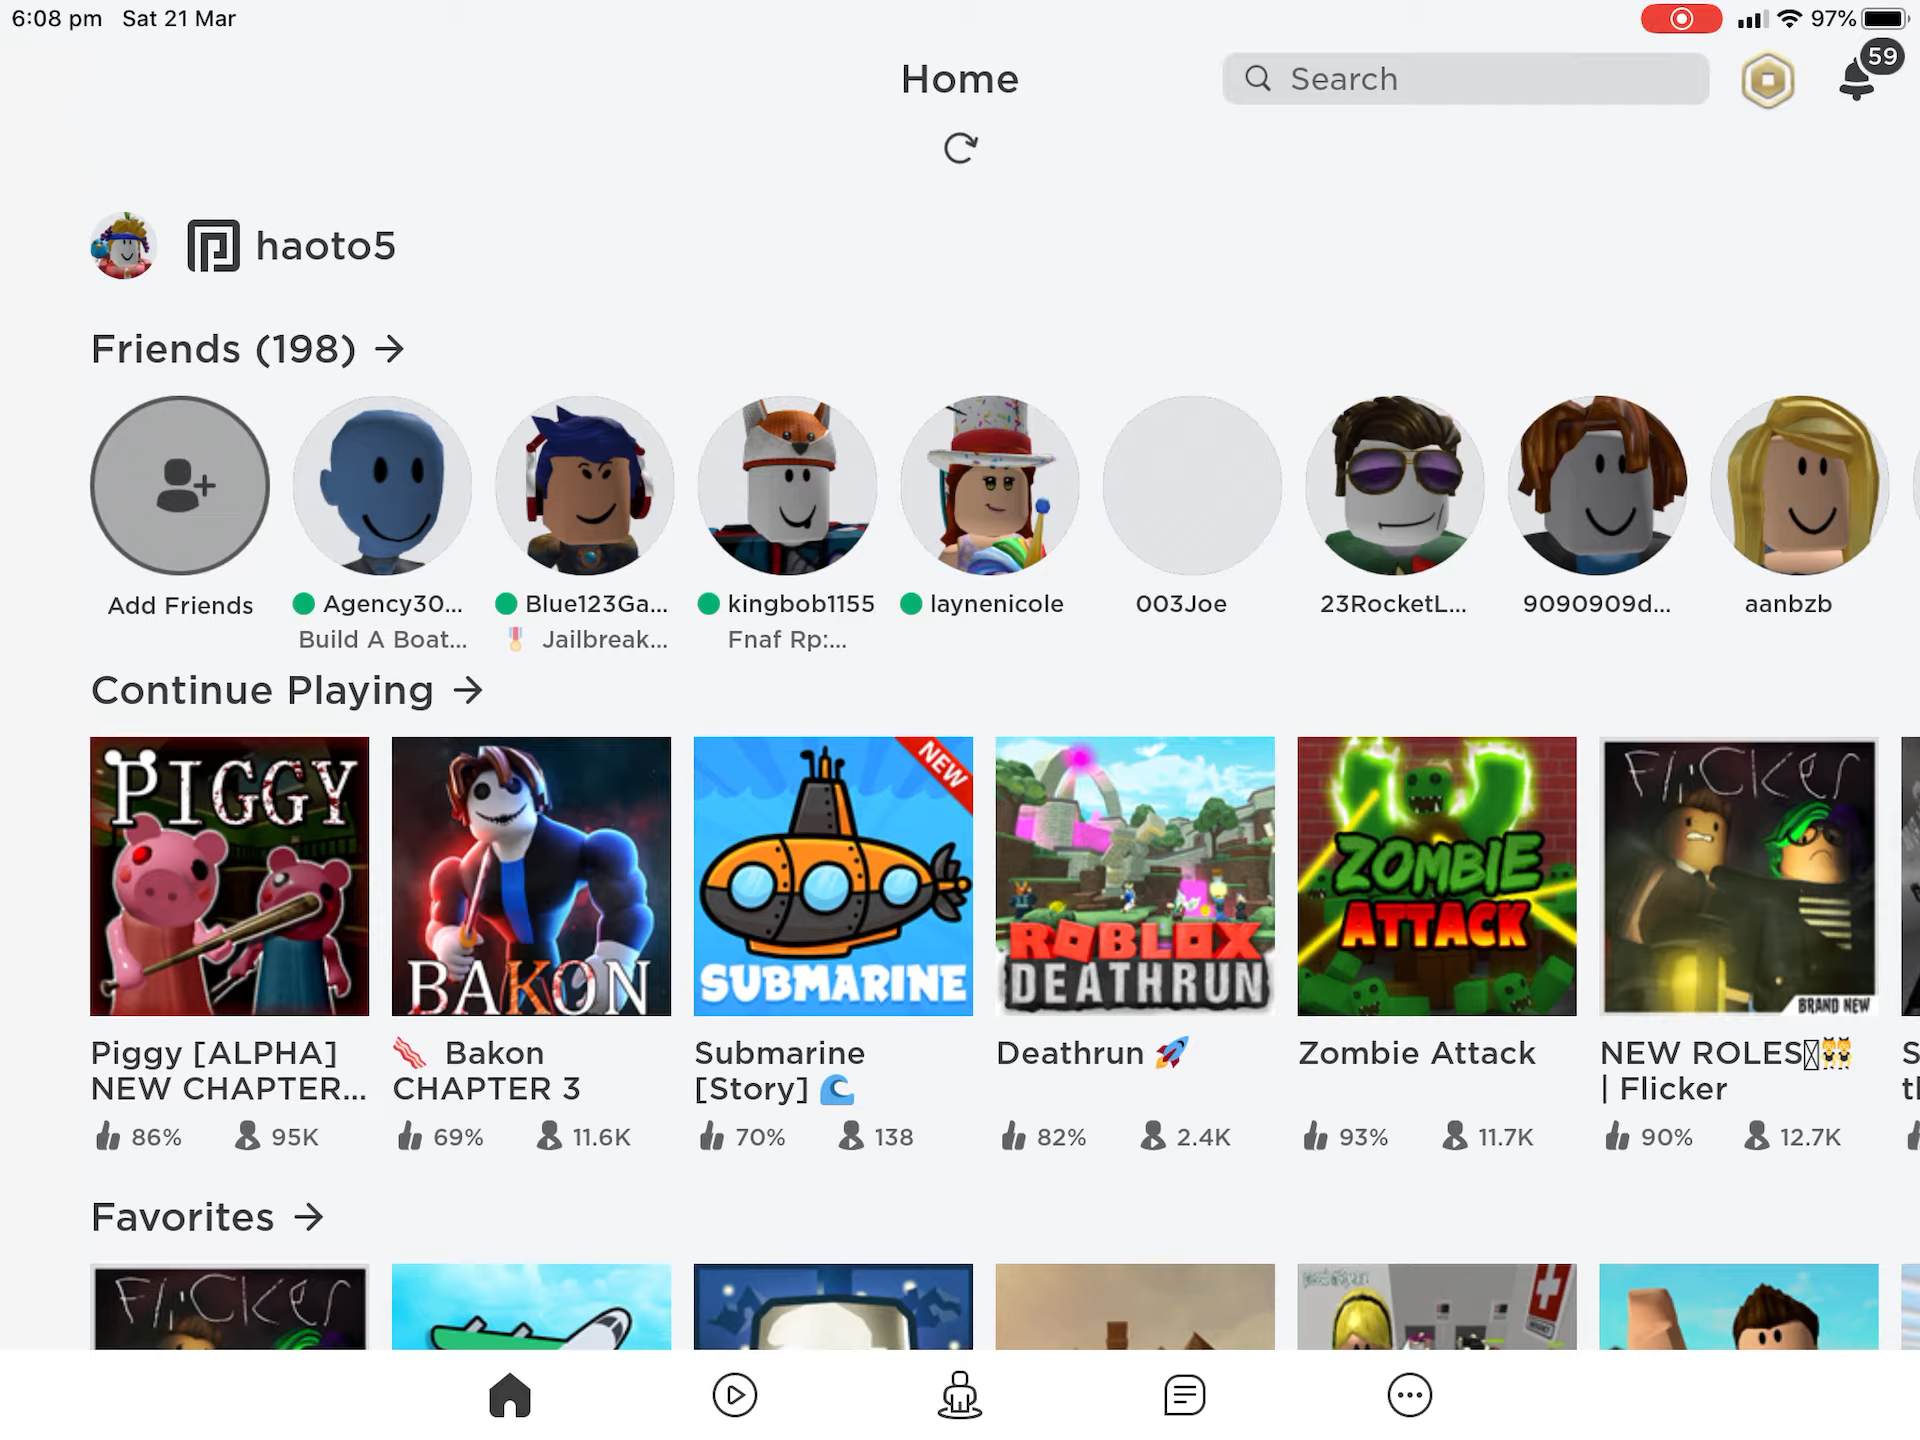 6:08 pm Sat 21 Mar
97%
Home
Search
59
haoto5
Friends (198) →
Add Friends
Agency30...
Build A Boat...
Blue123Ga...
🎖 Jailbreak...
kingbob1155
Fnaf Rp:...
laynenicole
003Joe
23RocketL...
9090909d...
aanbzb
Continue Playing →
PIGGY
BAKON
NEW
SUBMARINE
ROBLOX
DEATHRUN
ZOMBIE
ATTACK
FLiCKer
BRAND NEW
Piggy [ALPHA]
NEW CHAPTER...
🥓 Bakon
CHAPTER 3
Submarine
[Story] 🌊
Deathrun 🚀
Zombie Attack
NEW ROLES👯
| Flicker
86% 95K
69% 11.6K
70% 138
82% 2.4K
93% 11.7K
90% 12.7K
Favorites →
FLiCKer